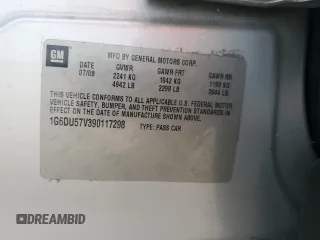 GM
MFD BY GENERAL MOTORS CORP.
DATE GVWR GAWR FRT GAWR RR
07/08 2241 KG 1042 KG 1199 KG
4942 LB 2298 LB 2644 LB
THIS VEHICLE CONFORMS TO ALL APPLICABLE U.S. FEDERAL MOTOR
VEHICLE SAFETY, BUMPER, AND THEFT PREVENTION STANDARDS IN
EFFECT ON THE DATE OF MANUFACTURE SHOWN ABOVE.
1G6DU57V390117298 TYPE: PASS CAR
DREAMBID